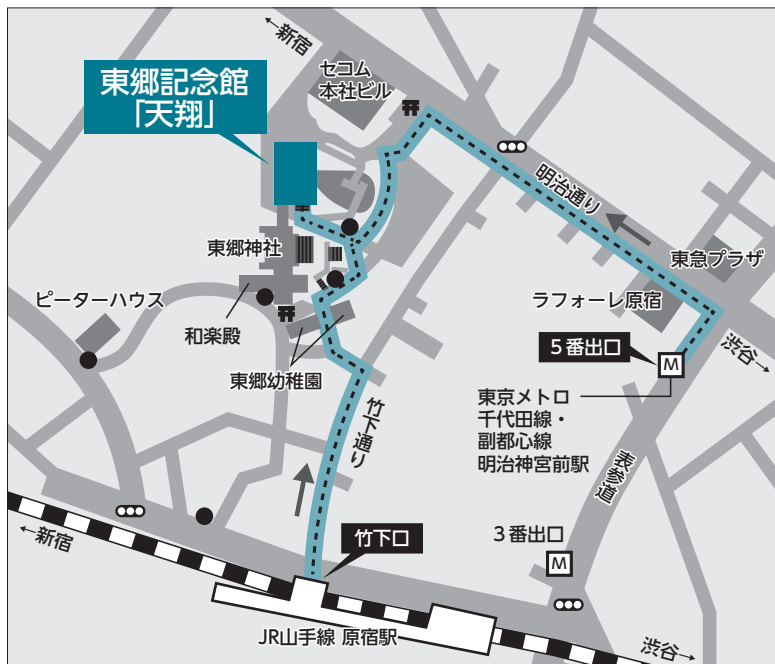 ←新宿
セコム
本社ビル
東郷記念館
「天翔」
明治通り
東郷神社
東急プラザ
ピーターハウス
ラフォーレ原宿
和楽殿
5番出口
渋谷→
M
東郷幼稚園
東京メトロ
千代田線・
副都心線
明治神宮前駅
竹下通り
表参道
←新宿
竹下口
3番出口
M
JR山手線 原宿駅
渋谷→